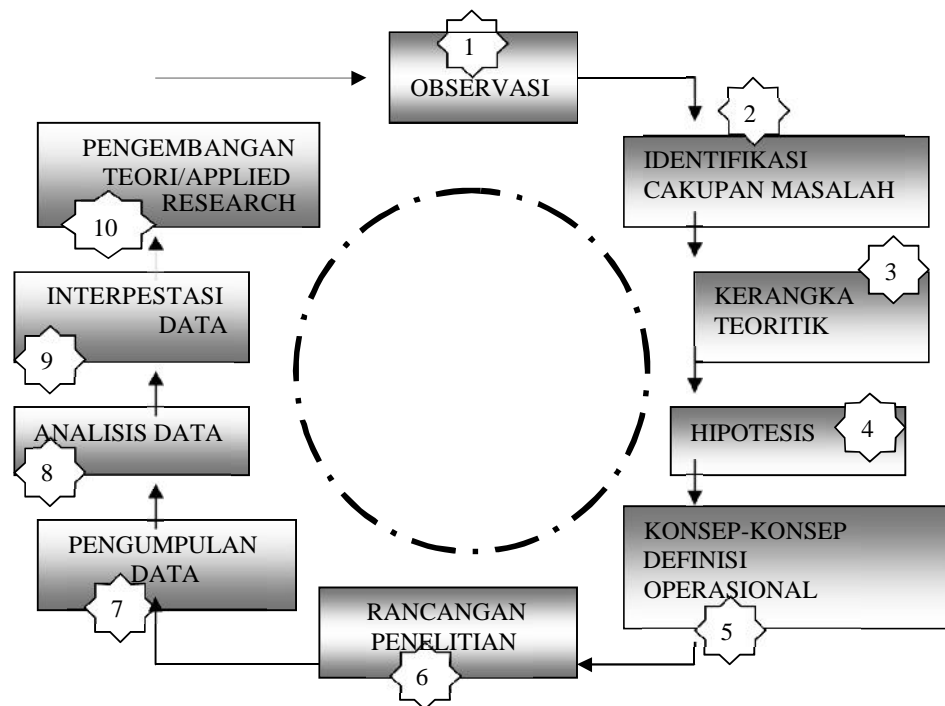 1
OBSERVASI
2
IDENTIFIKASI
CAKUPAN MASALAH
3
KERANGKA
TEORITIK
4
HIPOTESIS
KONSEP-KONSEP
DEFINISI
OPERASIONAL
5
RANCANGAN
PENELITIAN
6
PENGUMPULAN
DATA
7
ANALISIS DATA
8
INTERPESTASI
DATA
9
PENGEMBANGAN
TEORI/APPLIED
RESEARCH
10